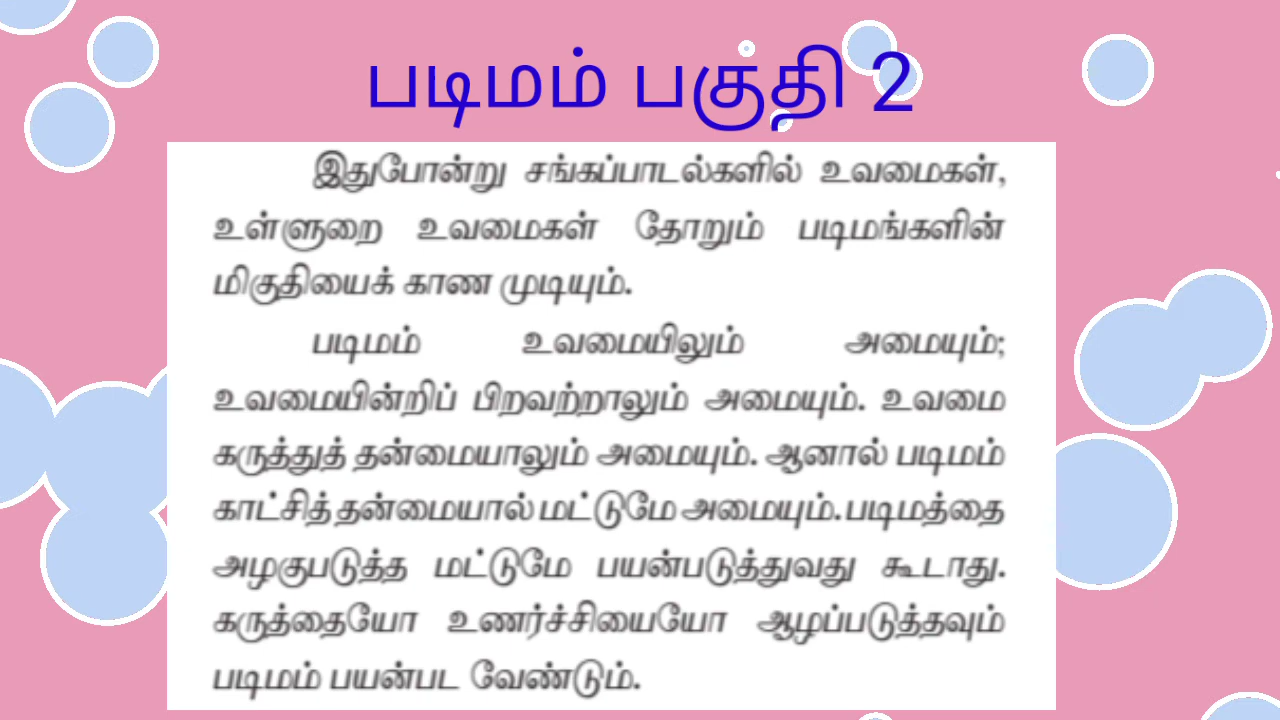 படிமம் பகுதி 2
இதுபோன்று சங்கப்பாடல்களில் உவமைகள்,
உள்ளுறை உவமைகள் தோறும் படிமங்களின்
மிகுதியைக் காண முடியும்.
படிமம் உவமையிலும் அமையும்;
உவமையின்றிப் பிறவற்றாலும் அமையும். உவமை
கருத்துத் தன்மையாலும் அமையும். ஆனால் படிமம்
காட்சித் தன்மையால் மட்டுமே அமையும். படிமத்தை
அழகுபடுத்த மட்டுமே பயன்படுத்துவது கூடாது.
கருத்தையோ உணர்ச்சியையோ ஆழப்படுத்தவும்
படிமம் பயன்பட வேண்டும்.